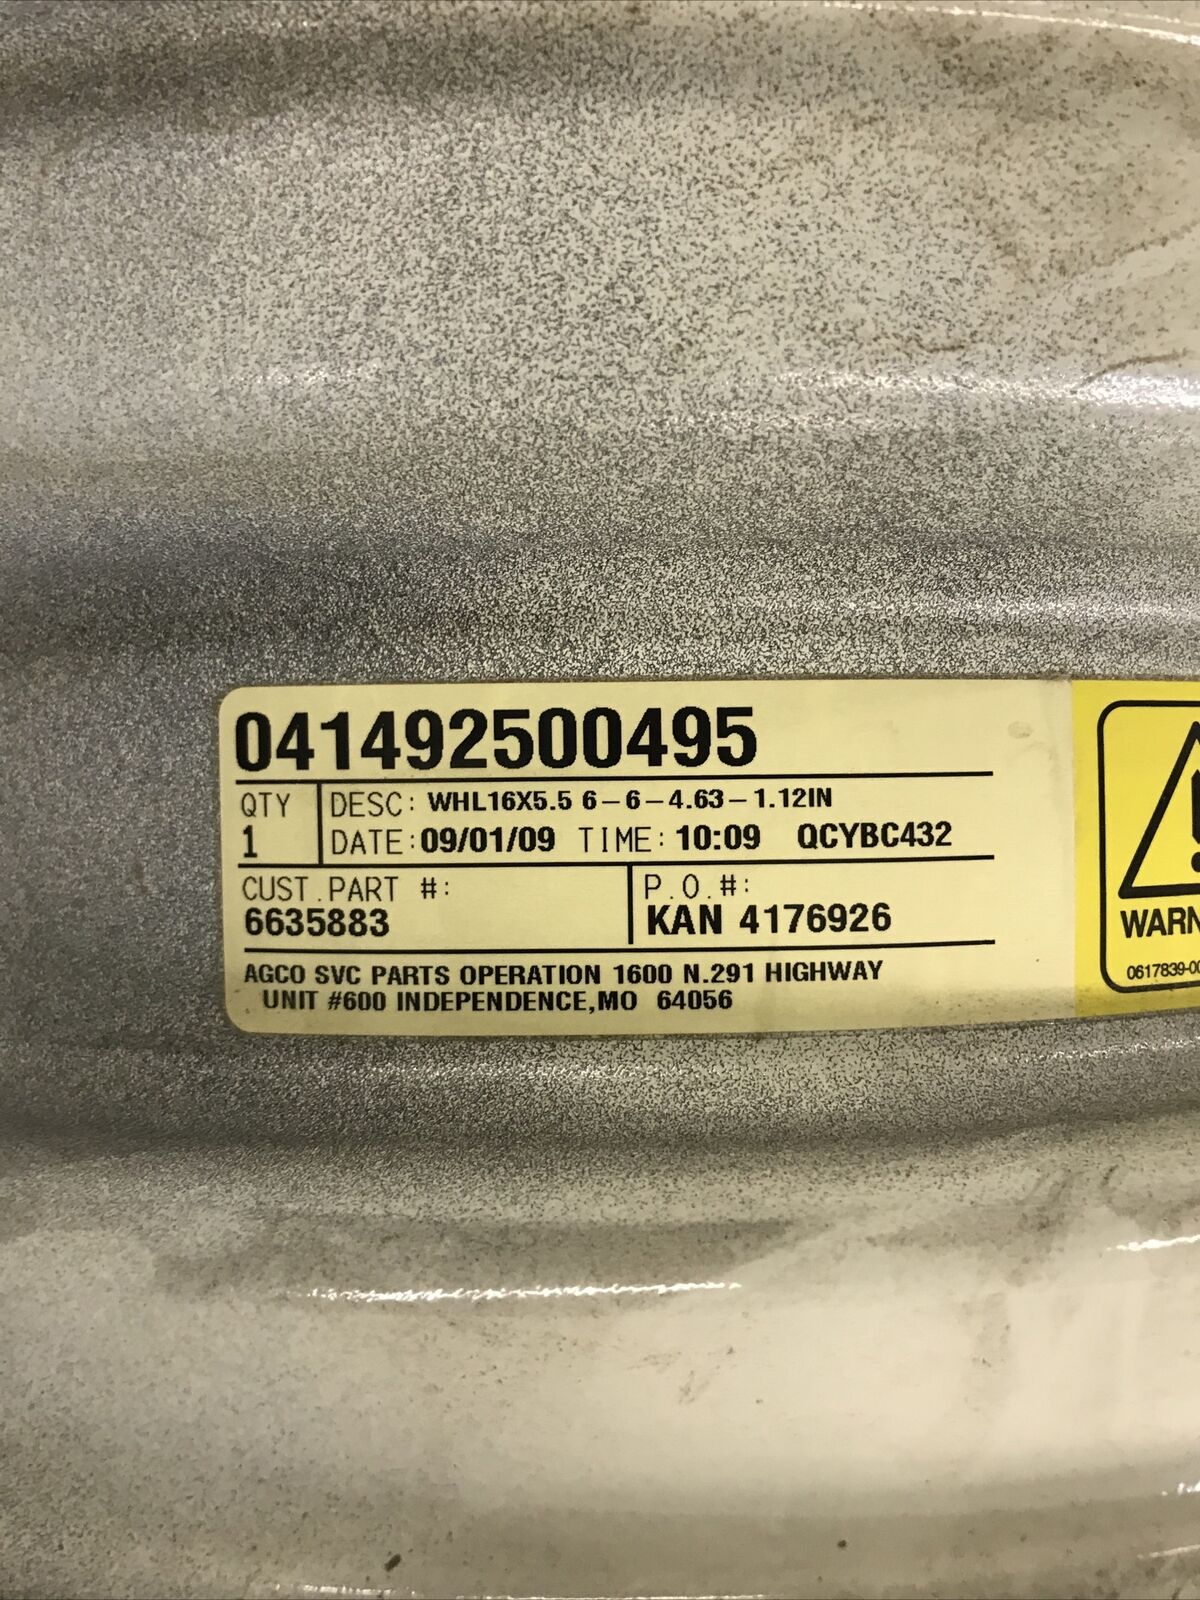 041492500495
QTY DESC: WHL16X5.5 6-6-4.63-1.12IN
1 DATE: 09/01/09 TIME: 10:09 QCYBC432
CUST.PART #: P.O.#:
6635883 KAN 4176926
AGCO SVC PARTS OPERATION 1600 N.291 HIGHWAY
UNIT #600 INDEPENDENCE,MO 64056
WARN
0617839-00